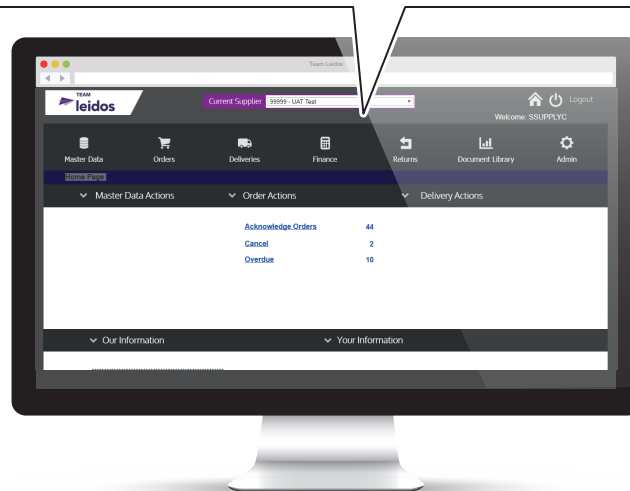 Team Leidos
TEAM
leidos
Current Supplier 99999 - UAT Test
Logout
Welcome: SSUPPLYC
Master Data Orders Deliveries Finance Returns Document Library Admin
Home Page
Master Data Actions Order Actions Delivery Actions
Acknowledge Orders 44
Cancel 2
Overdue 10
Our Information Your Information